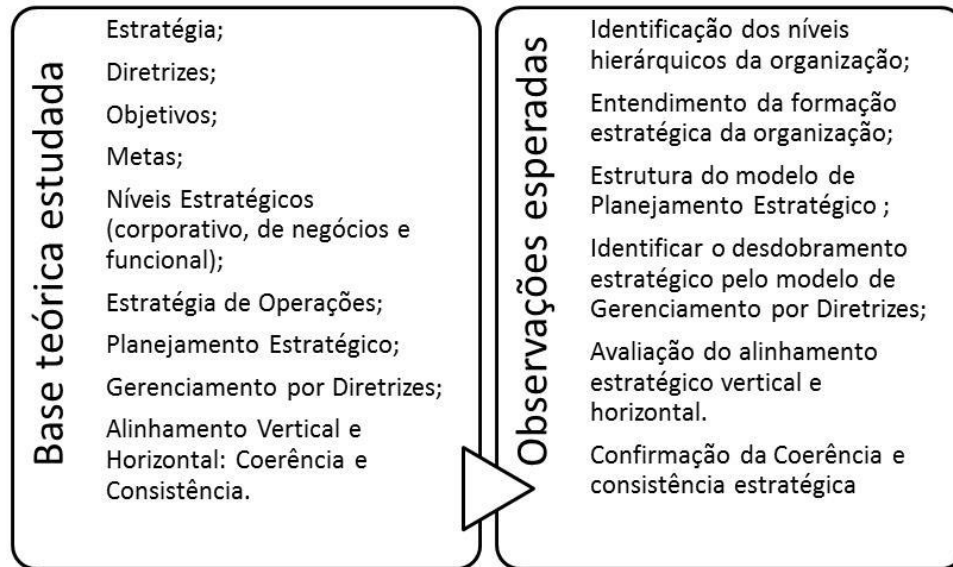 Base teórica estudada
Estratégia;
Diretrizes;
Objetivos;
Metas;
Níveis Estratégicos
(corporativo, de negócios e
funcional);
Estratégia de Operações;
Planejamento Estratégico;
Gerenciamento por Diretrizes;
Alinhamento Vertical e
Horizontal: Coerência e
Consistência.
Observações esperadas
Identificação dos níveis
hierárquicos da organização;
Entendimento da formação
estratégica da organização;
Estrutura do modelo de
Planejamento Estratégico ;
Identificar o desdobramento
estratégico pelo modelo de
Gerenciamento por Diretrizes;
Avaliação do alinhamento
estratégico vertical e
horizontal.
Confirmação da Coerência e
consistência estratégica